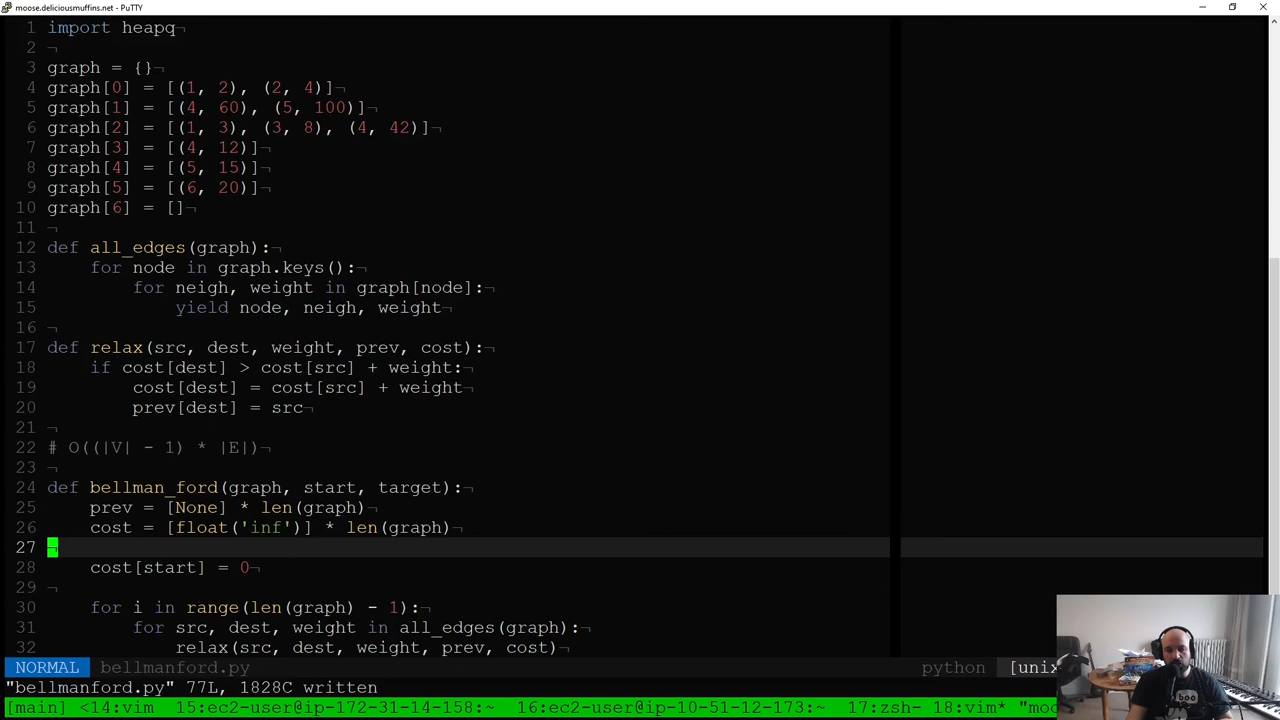 moose.deliciousmuffins.net - PuTTY
1 import heapq¬
2 ¬
3 graph = {}¬
4 graph[0] = [(1, 2), (2, 4)]¬
5 graph[1] = [(4, 60), (5, 100)]¬
6 graph[2] = [(1, 3), (3, 8), (4, 42)]¬
7 graph[3] = [(4, 12)]¬
8 graph[4] = [(5, 15)]¬
9 graph[5] = [(6, 20)]¬
10 graph[6] = []¬
11 ¬
12 def all_edges(graph):¬
13     for node in graph.keys():¬
14         for neigh, weight in graph[node]:¬
15             yield node, neigh, weight¬
16 ¬
17 def relax(src, dest, weight, prev, cost):¬
18     if cost[dest] > cost[src] + weight:¬
19         cost[dest] = cost[src] + weight¬
20         prev[dest] = src¬
21 ¬
22 # O((|V| - 1) * |E|)¬
23 ¬
24 def bellman_ford(graph, start, target):¬
25     prev = [None] * len(graph)¬
26     cost = [float('inf')] * len(graph)¬
27 ¬
28     cost[start] = 0¬
29 ¬
30     for i in range(len(graph) - 1):¬
31         for src, dest, weight in all_edges(graph):¬
32             relax(src, dest, weight, prev, cost)¬
NORMAL bellmanford.py python [unix
"bellmanford.py" 77L, 1828C written
[main] <14:vim 15:ec2-user@ip-172-31-14-158:~ 16:ec2-user@ip-10-51-12-173:~ 17:zsh- 18:vim* "moo
boo